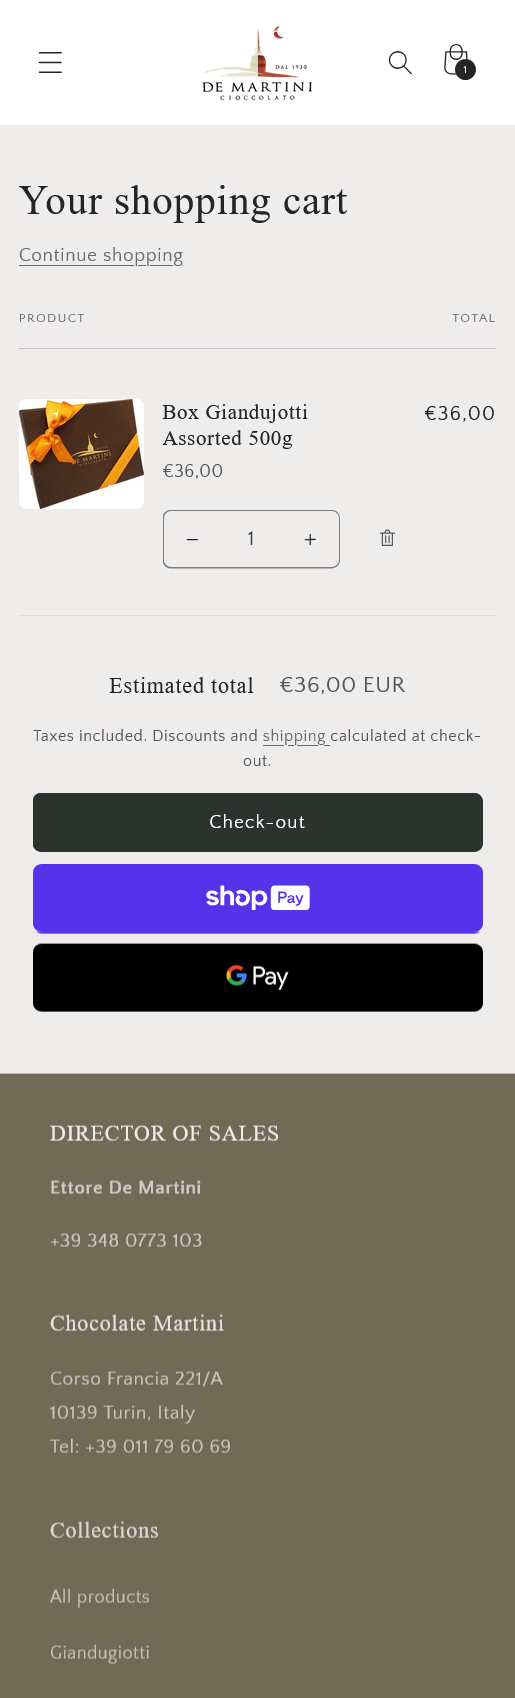 DAL 1930
DE MARTINI
CIOCCOLATO
1
Your shopping cart
Continue shopping
PRODUCT TOTAL
DE MARTINI
Box Giandujotti €36,00
Assorted 500g
€36,00
− 1 +
Estimated total €36,00 EUR
Taxes included. Discounts and shipping calculated at check-
out.
Check-out
shop Pay
G Pay
DIRECTOR OF SALES
Ettore De Martini
+39 348 0773 103
Chocolate Martini
Corso Francia 221/A
10139 Turin, Italy
Tel: +39 011 79 60 69
Collections
All products
Giandugiotti